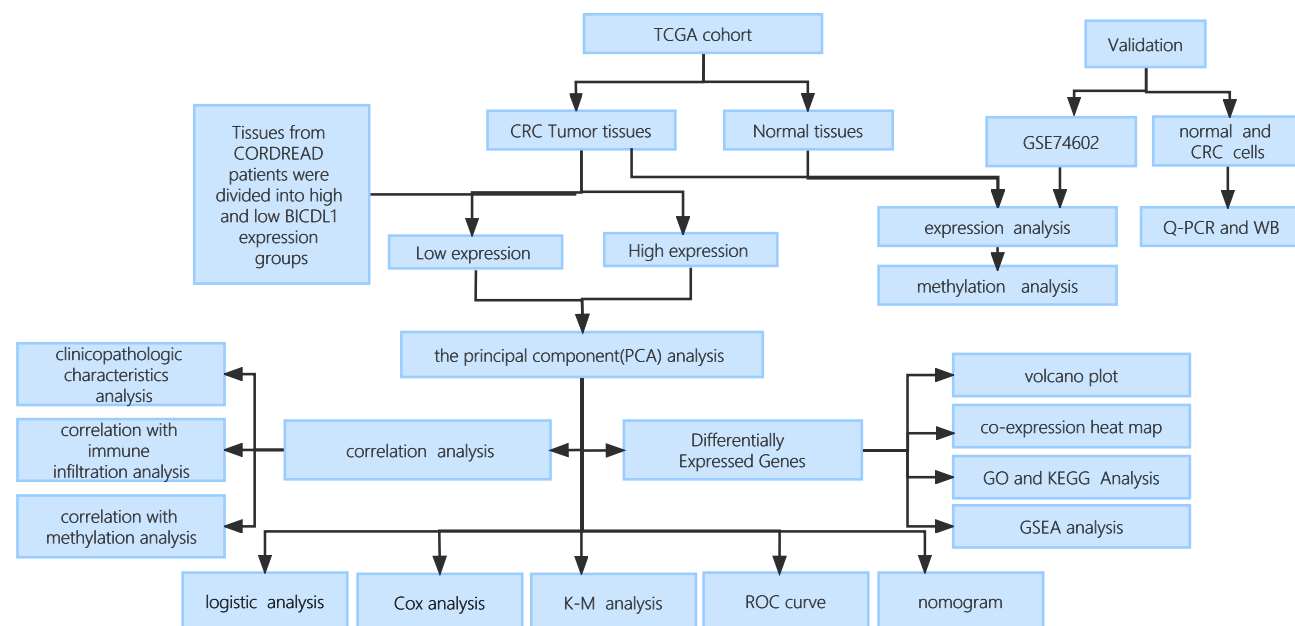 TCGA cohort
Validation
CRC Tumor tissues
Normal tissues
GSE74602
normal and
CRC cells
Tissues from
CORDREAD
patients were
divided into high
and low BICDL1
expression
groups
Low expression
High expression
expression analysis
Q-PCR and WB
methylation analysis
the principal component(PCA) analysis
clinicopathologic
characteristics
analysis
correlation with
immune
infiltration analysis
correlation with
methylation analysis
correlation analysis
Differentially
Expressed Genes
volcano plot
co-expression heat map
GO and KEGG Analysis
GSEA analysis
logistic analysis
Cox analysis
K-M analysis
ROC curve
nomogram